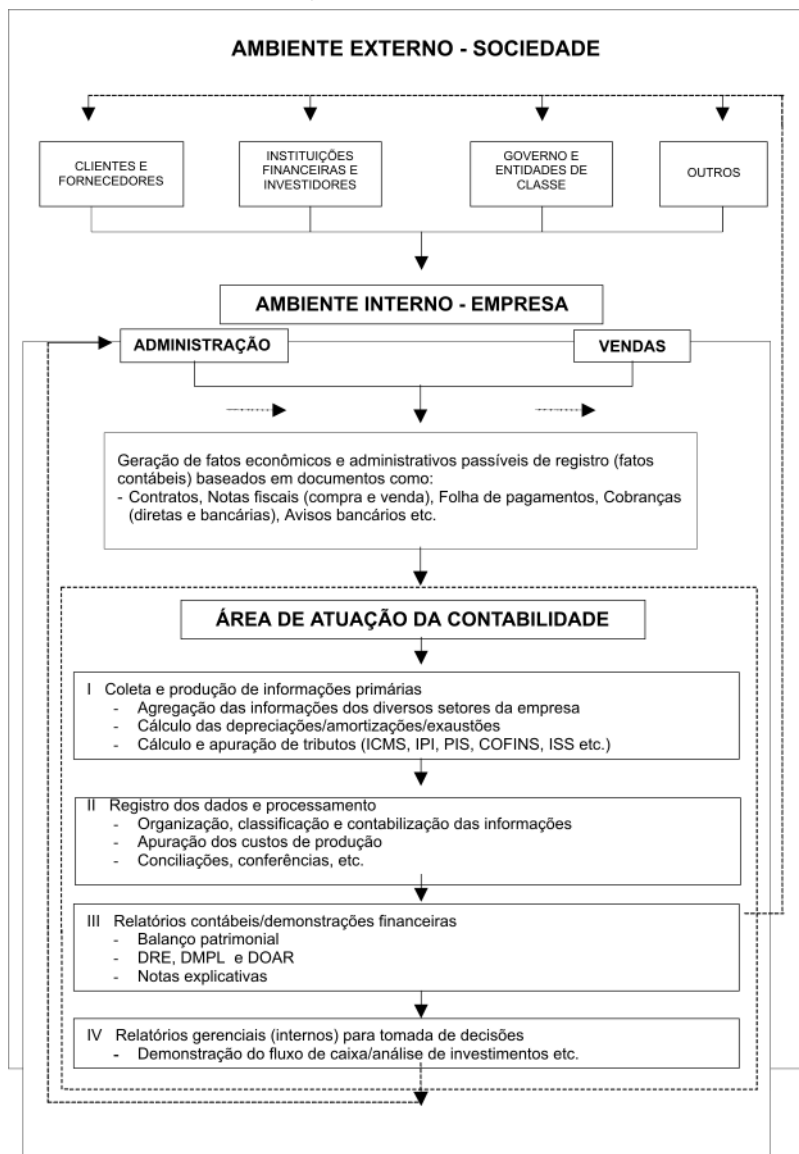 AMBIENTE EXTERNO - SOCIEDADE
CLIENTES E
FORNECEDORES
INSTITUIÇÕES
FINANCEIRAS E
INVESTIDORES
GOVERNO E
ENTIDADES DE
CLASSE
OUTROS
AMBIENTE INTERNO - EMPRESA
ADMINISTRAÇÃO
VENDAS
Geração de fatos econômicos e administrativos passíveis de registro (fatos
contábeis) baseados em documentos como:
- Contratos, Notas fiscais (compra e venda), Folha de pagamentos, Cobranças
(diretas e bancárias), Avisos bancários etc.
ÁREA DE ATUAÇÃO DA CONTABILIDADE
I Coleta e produção de informações primárias
- Agregação das informações dos diversos setores da empresa
- Cálculo das depreciações/amortizações/exaustões
- Cálculo e apuração de tributos (ICMS, IPI, PIS, COFINS, ISS etc.)
II Registro dos dados e processamento
- Organização, classificação e contabilização das informações
- Apuração dos custos de produção
- Conciliações, conferências, etc.
III Relatórios contábeis/demonstrações financeiras
- Balanço patrimonial
- DRE, DMPL e DOAR
- Notas explicativas
IV Relatórios gerenciais (internos) para tomada de decisões
- Demonstração do fluxo de caixa/análise de investimentos etc.